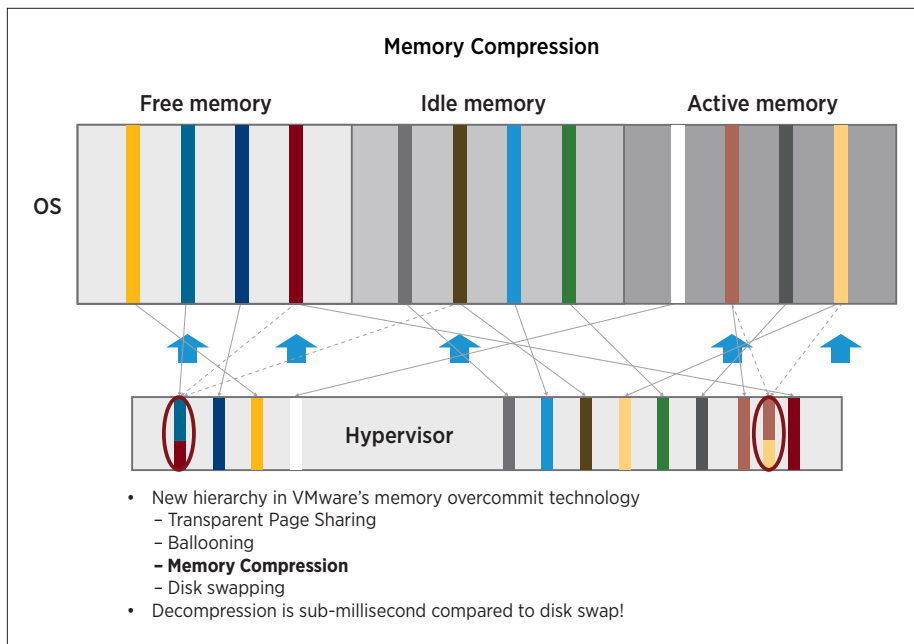 Memory Compression
Free memory Idle memory Active memory
OS
Hypervisor
• New hierarchy in VMware’s memory overcommit technology
– Transparent Page Sharing
– Ballooning
– Memory Compression
– Disk swapping
• Decompression is sub-millisecond compared to disk swap!